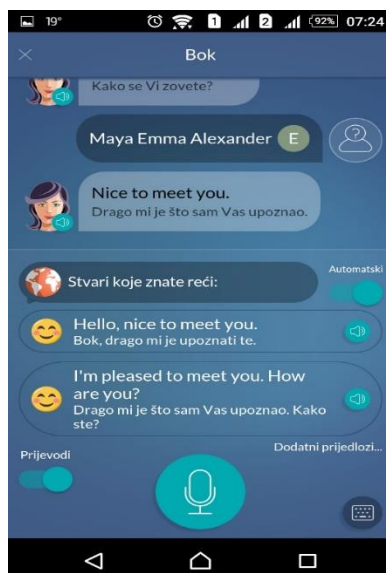 19° 1 2 92% 07:24
Bok
Kako se Vi zovete?
Maya Emma Alexander E
Nice to meet you.
Drago mi je što sam Vas upoznao.
Automatski
Stvari koje znate reći:
Hello, nice to meet you.
Bok, drago mi je upoznati te.
I'm pleased to meet you. How
are you?
Drago mi je što sam Vas upoznao. Kako
ste?
Dodatni prijedlozi...
Prijevodi